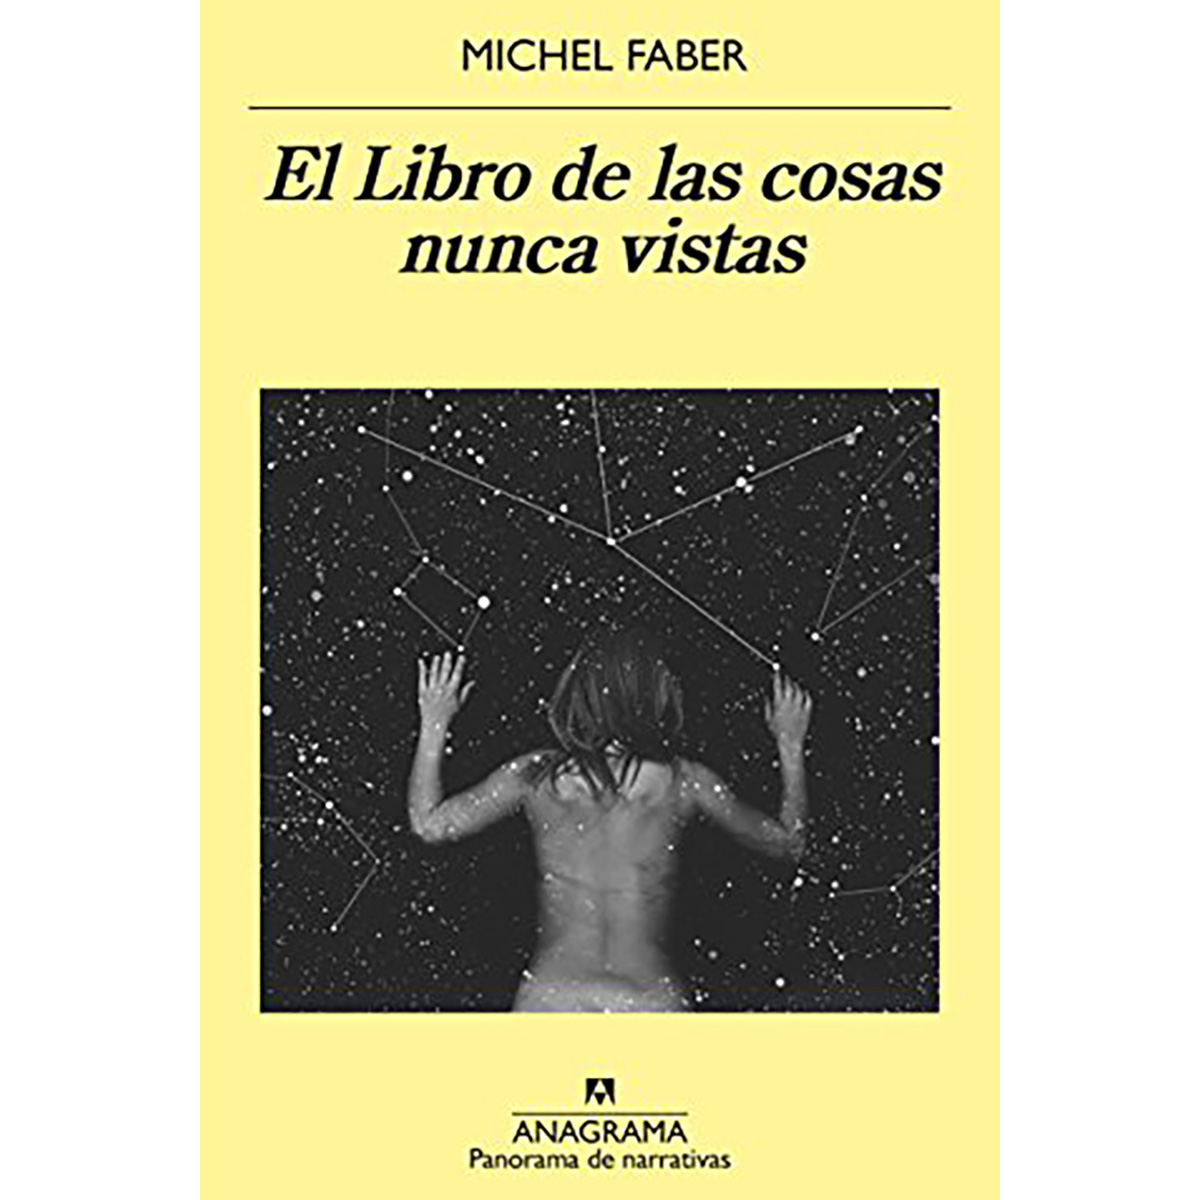 MICHEL FABER
El Libro de las cosas
nunca vistas
ANAGRAMA
Panorama de narrativas